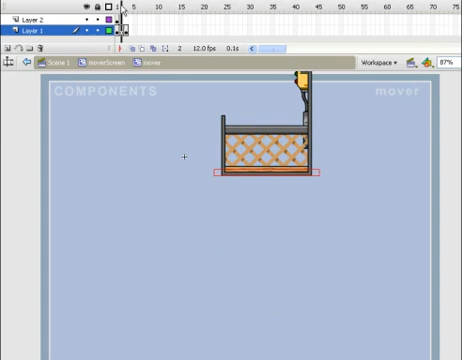 1 5 10 15 20 25 30 35 40 45 50 55 60 65 70 75
Layer 2
Layer 1
2 12.0 fps 0.1s
Scene 1 moverScreen mover Workspace 87%
COMPONENTS mover